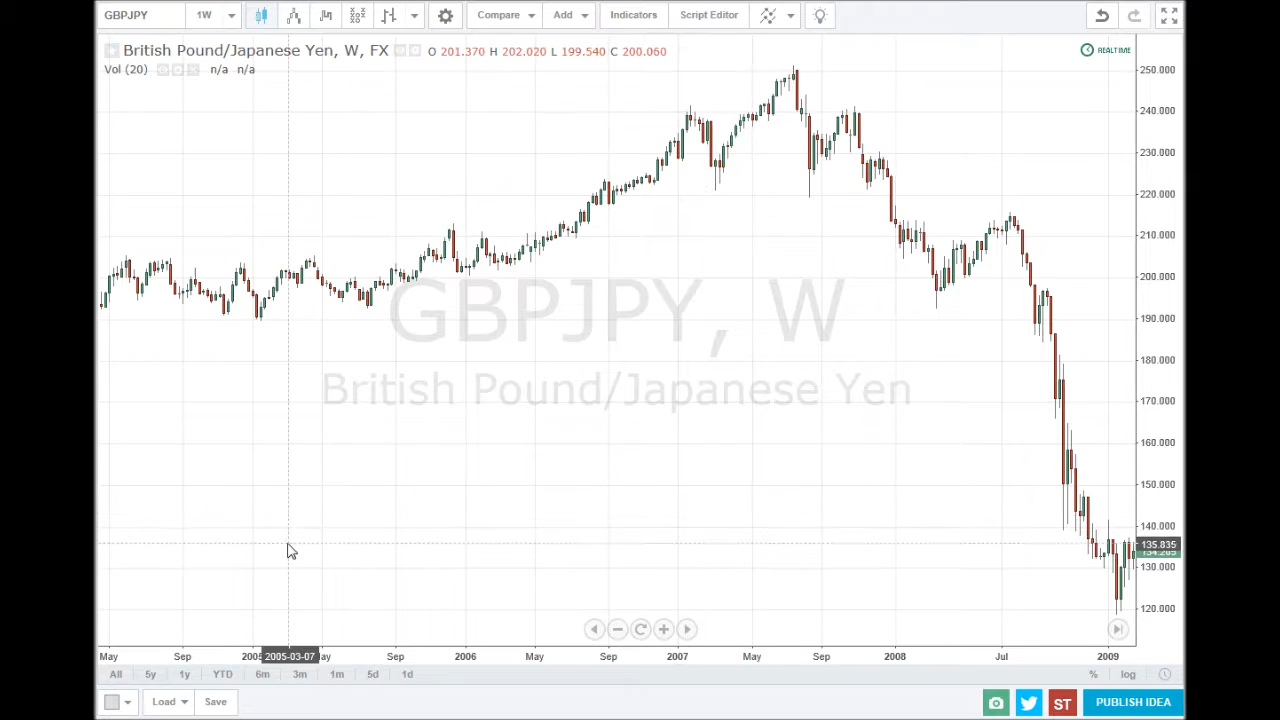 GBPJPY 1W Compare Add Indicators Script Editor
British Pound/Japanese Yen, W, FX O 201.370 H 202.020 L 199.540 C 200.060
REALTIME
Vol (20) n/a n/a
250.000
240.000
230.000
220.000
210.000
200.000
190.000
180.000
170.000
160.000
150.000
140.000
135.835
130.000
120.000
GBPJPY, W
British Pound/Japanese Yen
May Sep 2005-03-07 Sep 2006 May Sep 2007 May Sep 2008 Jul 2009
All 5y 1y YTD 6m 3m 1m 5d 1d % log
Load Save ST PUBLISH IDEA